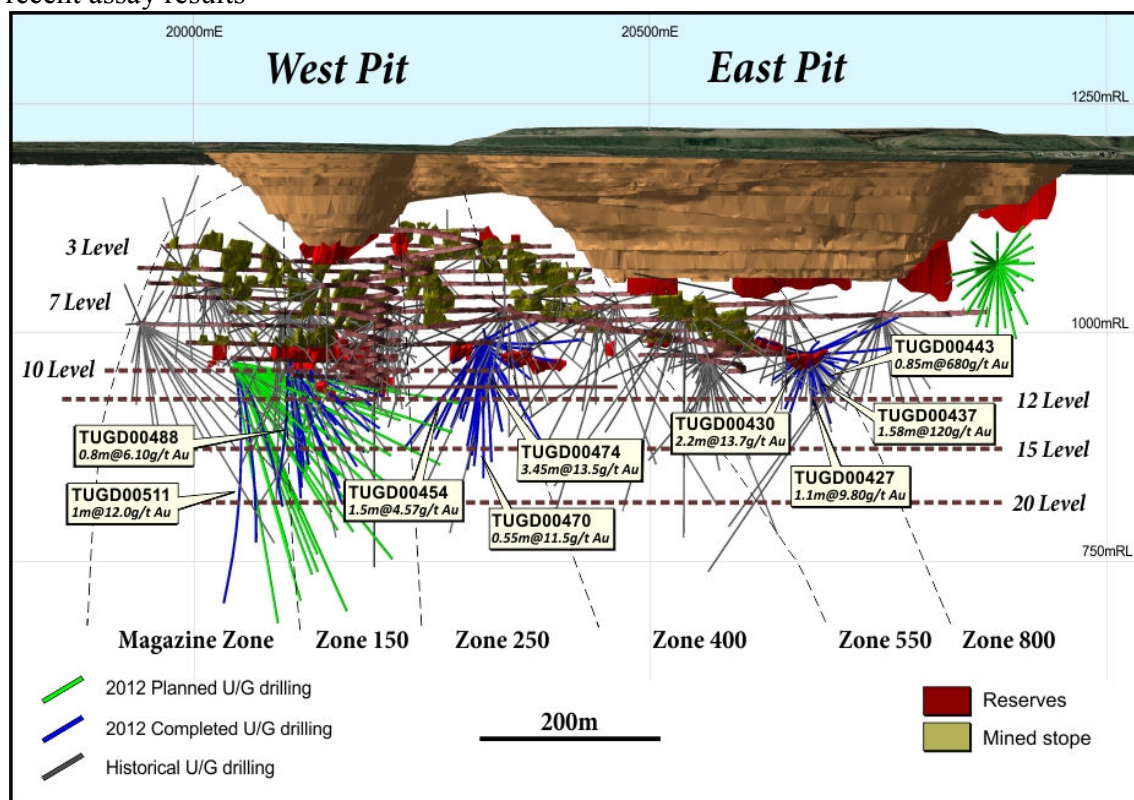 recent assay results
20000mE
20500mE
West Pit
East Pit
1250mRL
3 Level
7 Level
1000mRL
10 Level
TUGD00443
0.85m@680g/t Au
12 Level
TUGD00430
2.2m@13.7g/t Au
TUGD00437
1.58m@120g/t Au
TUGD00488
0.8m@6.10g/t Au
TUGD00474
3.45m@13.5g/t Au
15 Level
TUGD00427
1.1m@9.80g/t Au
TUGD00511
1m@12.0g/t Au
TUGD00454
1.5m@4.57g/t Au
20 Level
TUGD00470
0.55m@11.5g/t Au
750mRL
Magazine Zone
Zone 150
Zone 250
Zone 400
Zone 550
Zone 800
2012 Planned U/G drilling
2012 Completed U/G drilling
Historical U/G drilling
200m
Reserves
Mined stope